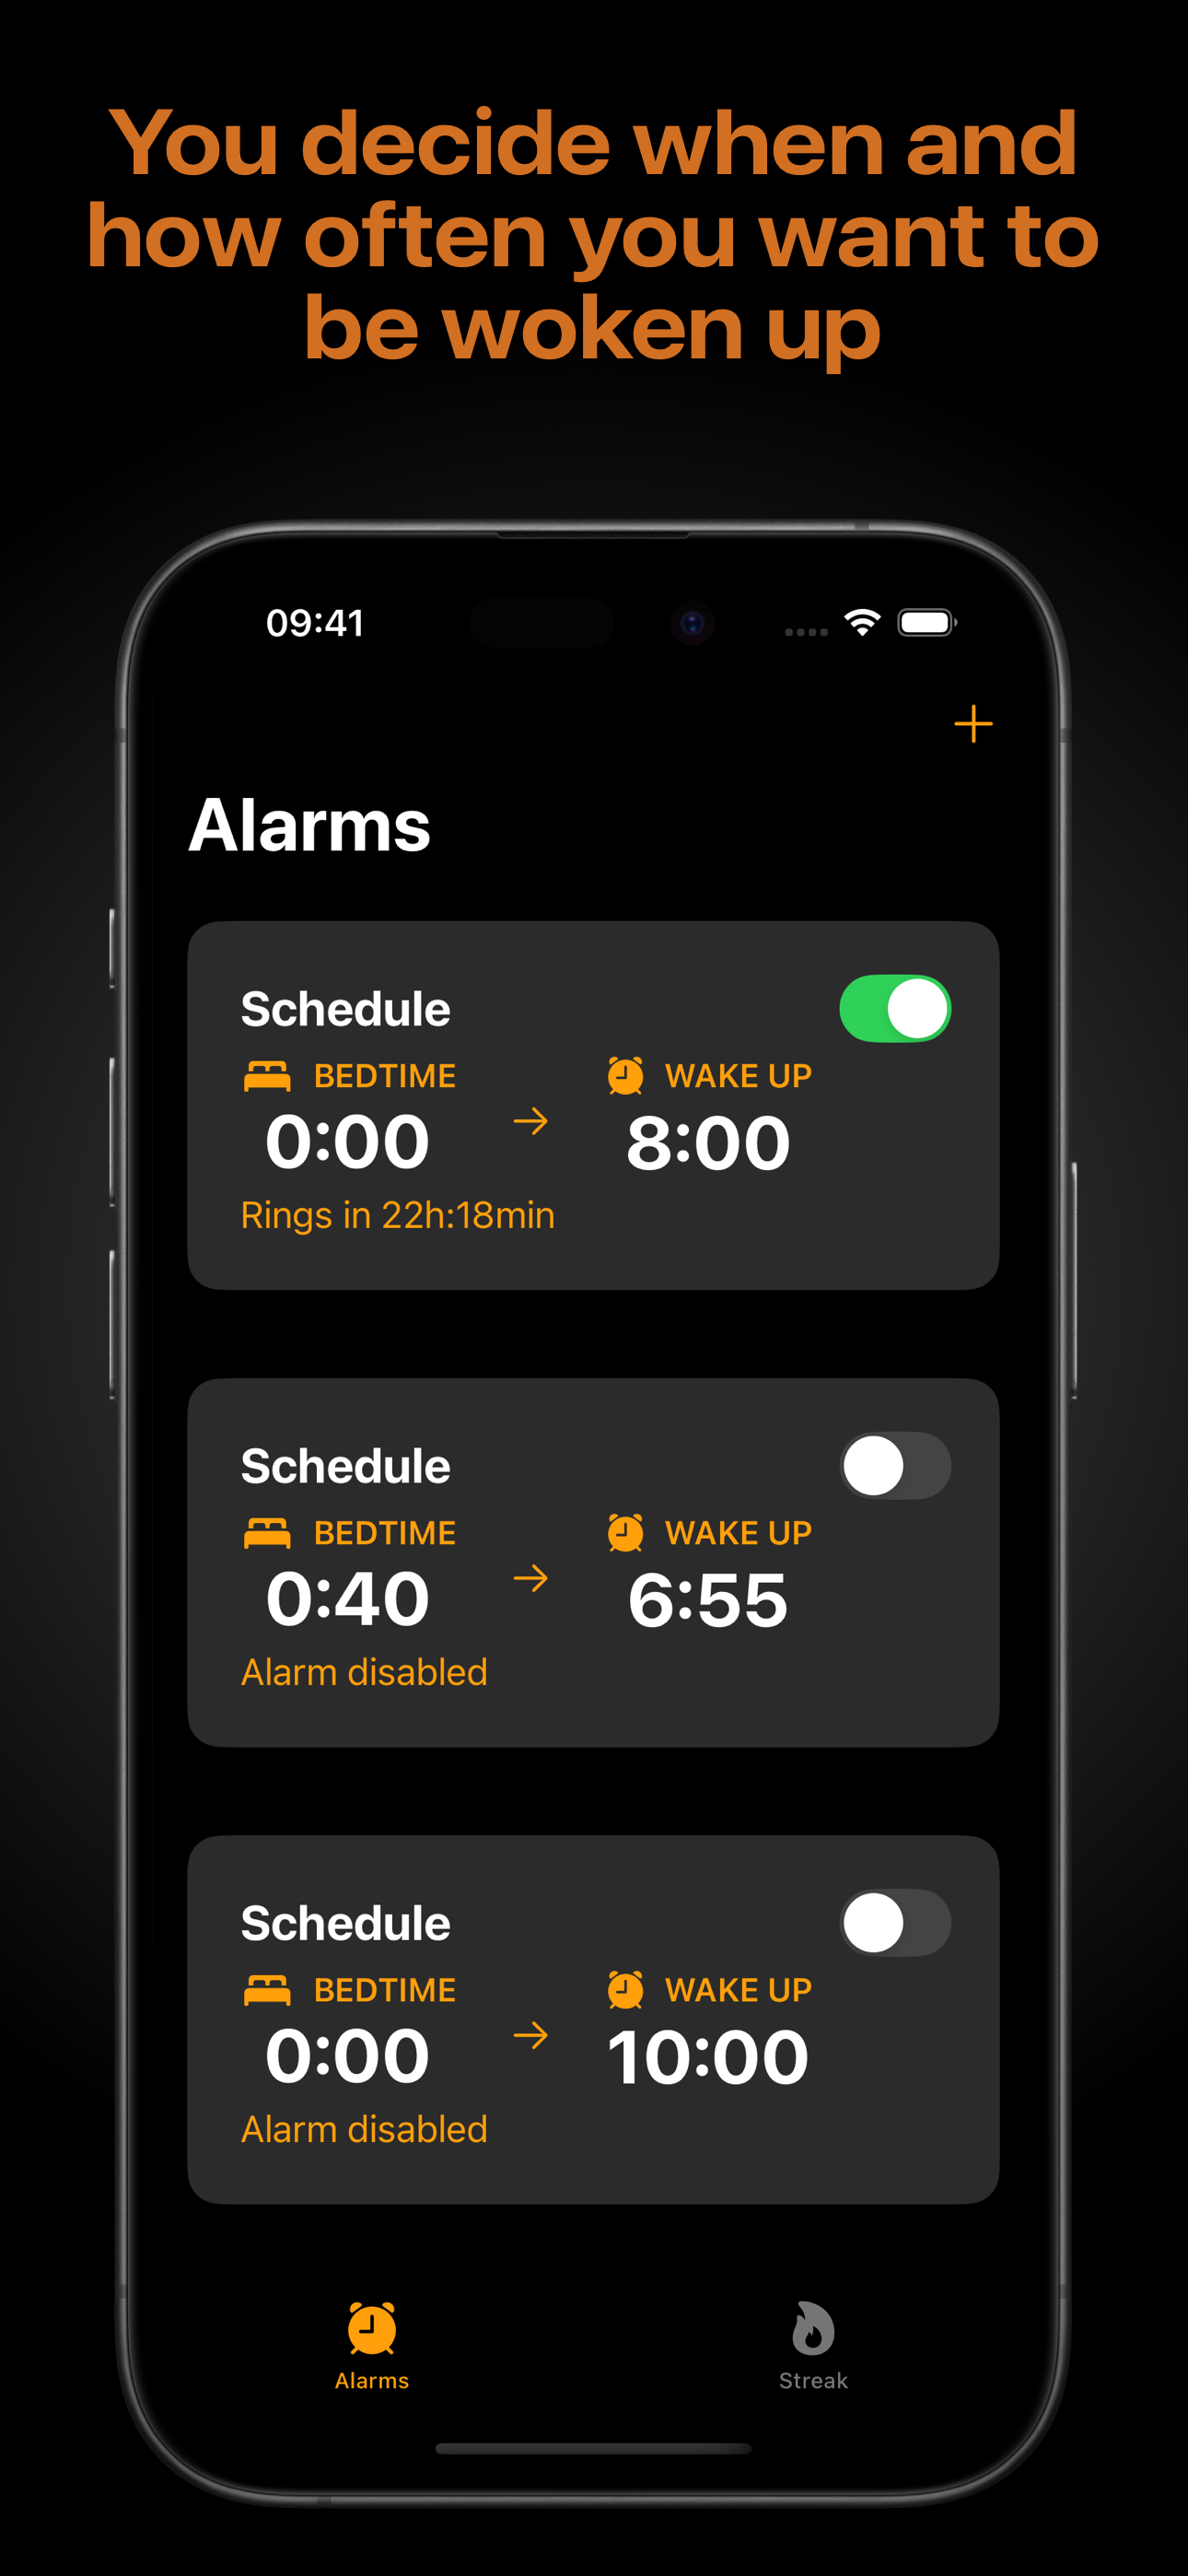 You decide when and
how often you want to
be woken up
09:41
Alarms
Schedule
BEDTIME WAKE UP
0:00 → 8:00
Rings in 22h:18min
Schedule
BEDTIME WAKE UP
0:40 → 6:55
Alarm disabled
Schedule
BEDTIME WAKE UP
0:00 → 10:00
Alarm disabled
Alarms Streak